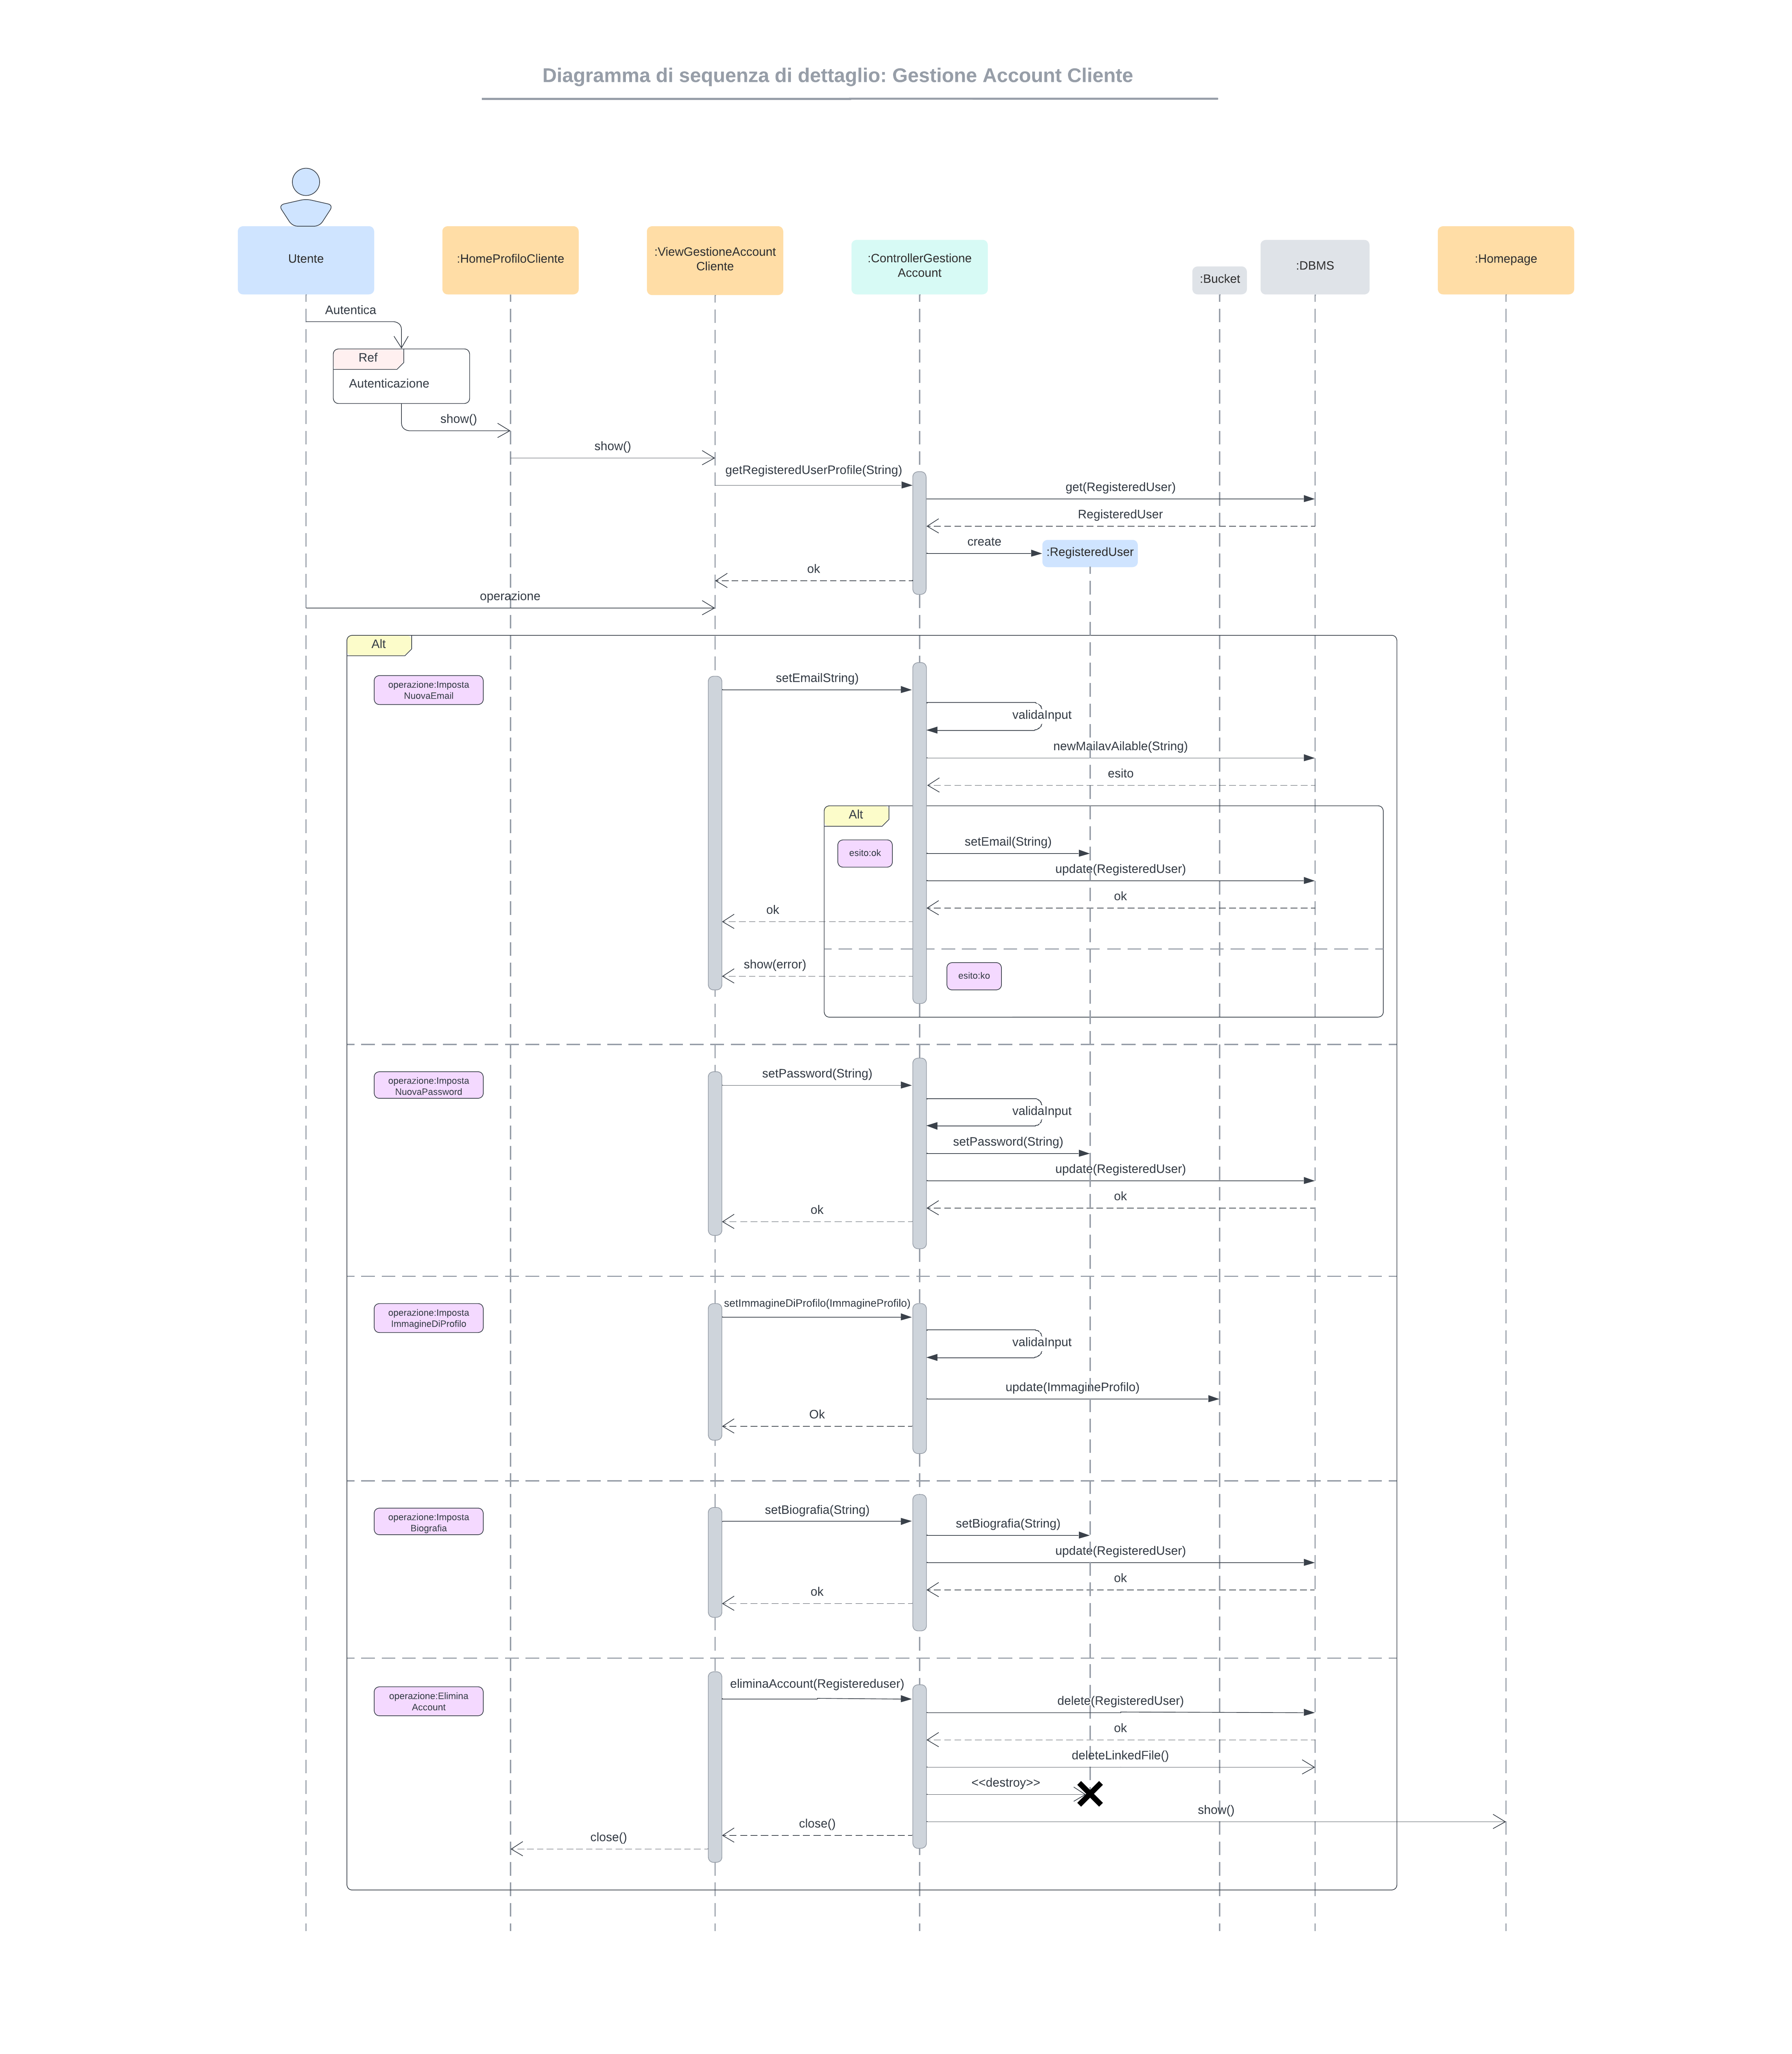 Diagramma di sequenza di dettaglio: Gestione Account Cliente
Utente
:HomeProfiloCliente
:ViewGestioneAccount
Cliente
:ControllerGestione
Account
:Bucket
:DBMS
:Homepage
Autentica
Ref
Autenticazione
show()
show()
getRegisteredUserProfile(String)
get(RegisteredUser)
RegisteredUser
create
:RegisteredUser
ok
operazione
Alt
operazione:Imposta
NuovaEmail
setEmailString)
validaInput
newMailavAilable(String)
esito
Alt
esito:ok
setEmail(String)
update(RegisteredUser)
ok
ok
show(error)
esito:ko
operazione:Imposta
NuovaPassword
setPassword(String)
validaInput
setPassword(String)
update(RegisteredUser)
ok
ok
operazione:Imposta
ImmagineDiProfilo
setImmagineDiProfilo(ImmagineProfilo)
validaInput
update(ImmagineProfilo)
Ok
operazione:Imposta
Biografia
setBiografia(String)
setBiografia(String)
update(RegisteredUser)
ok
ok
operazione:Elimina
Account
eliminaAccount(Registereduser)
delete(RegisteredUser)
ok
deleteLinkedFile()
<<destroy>>
show()
close()
close()